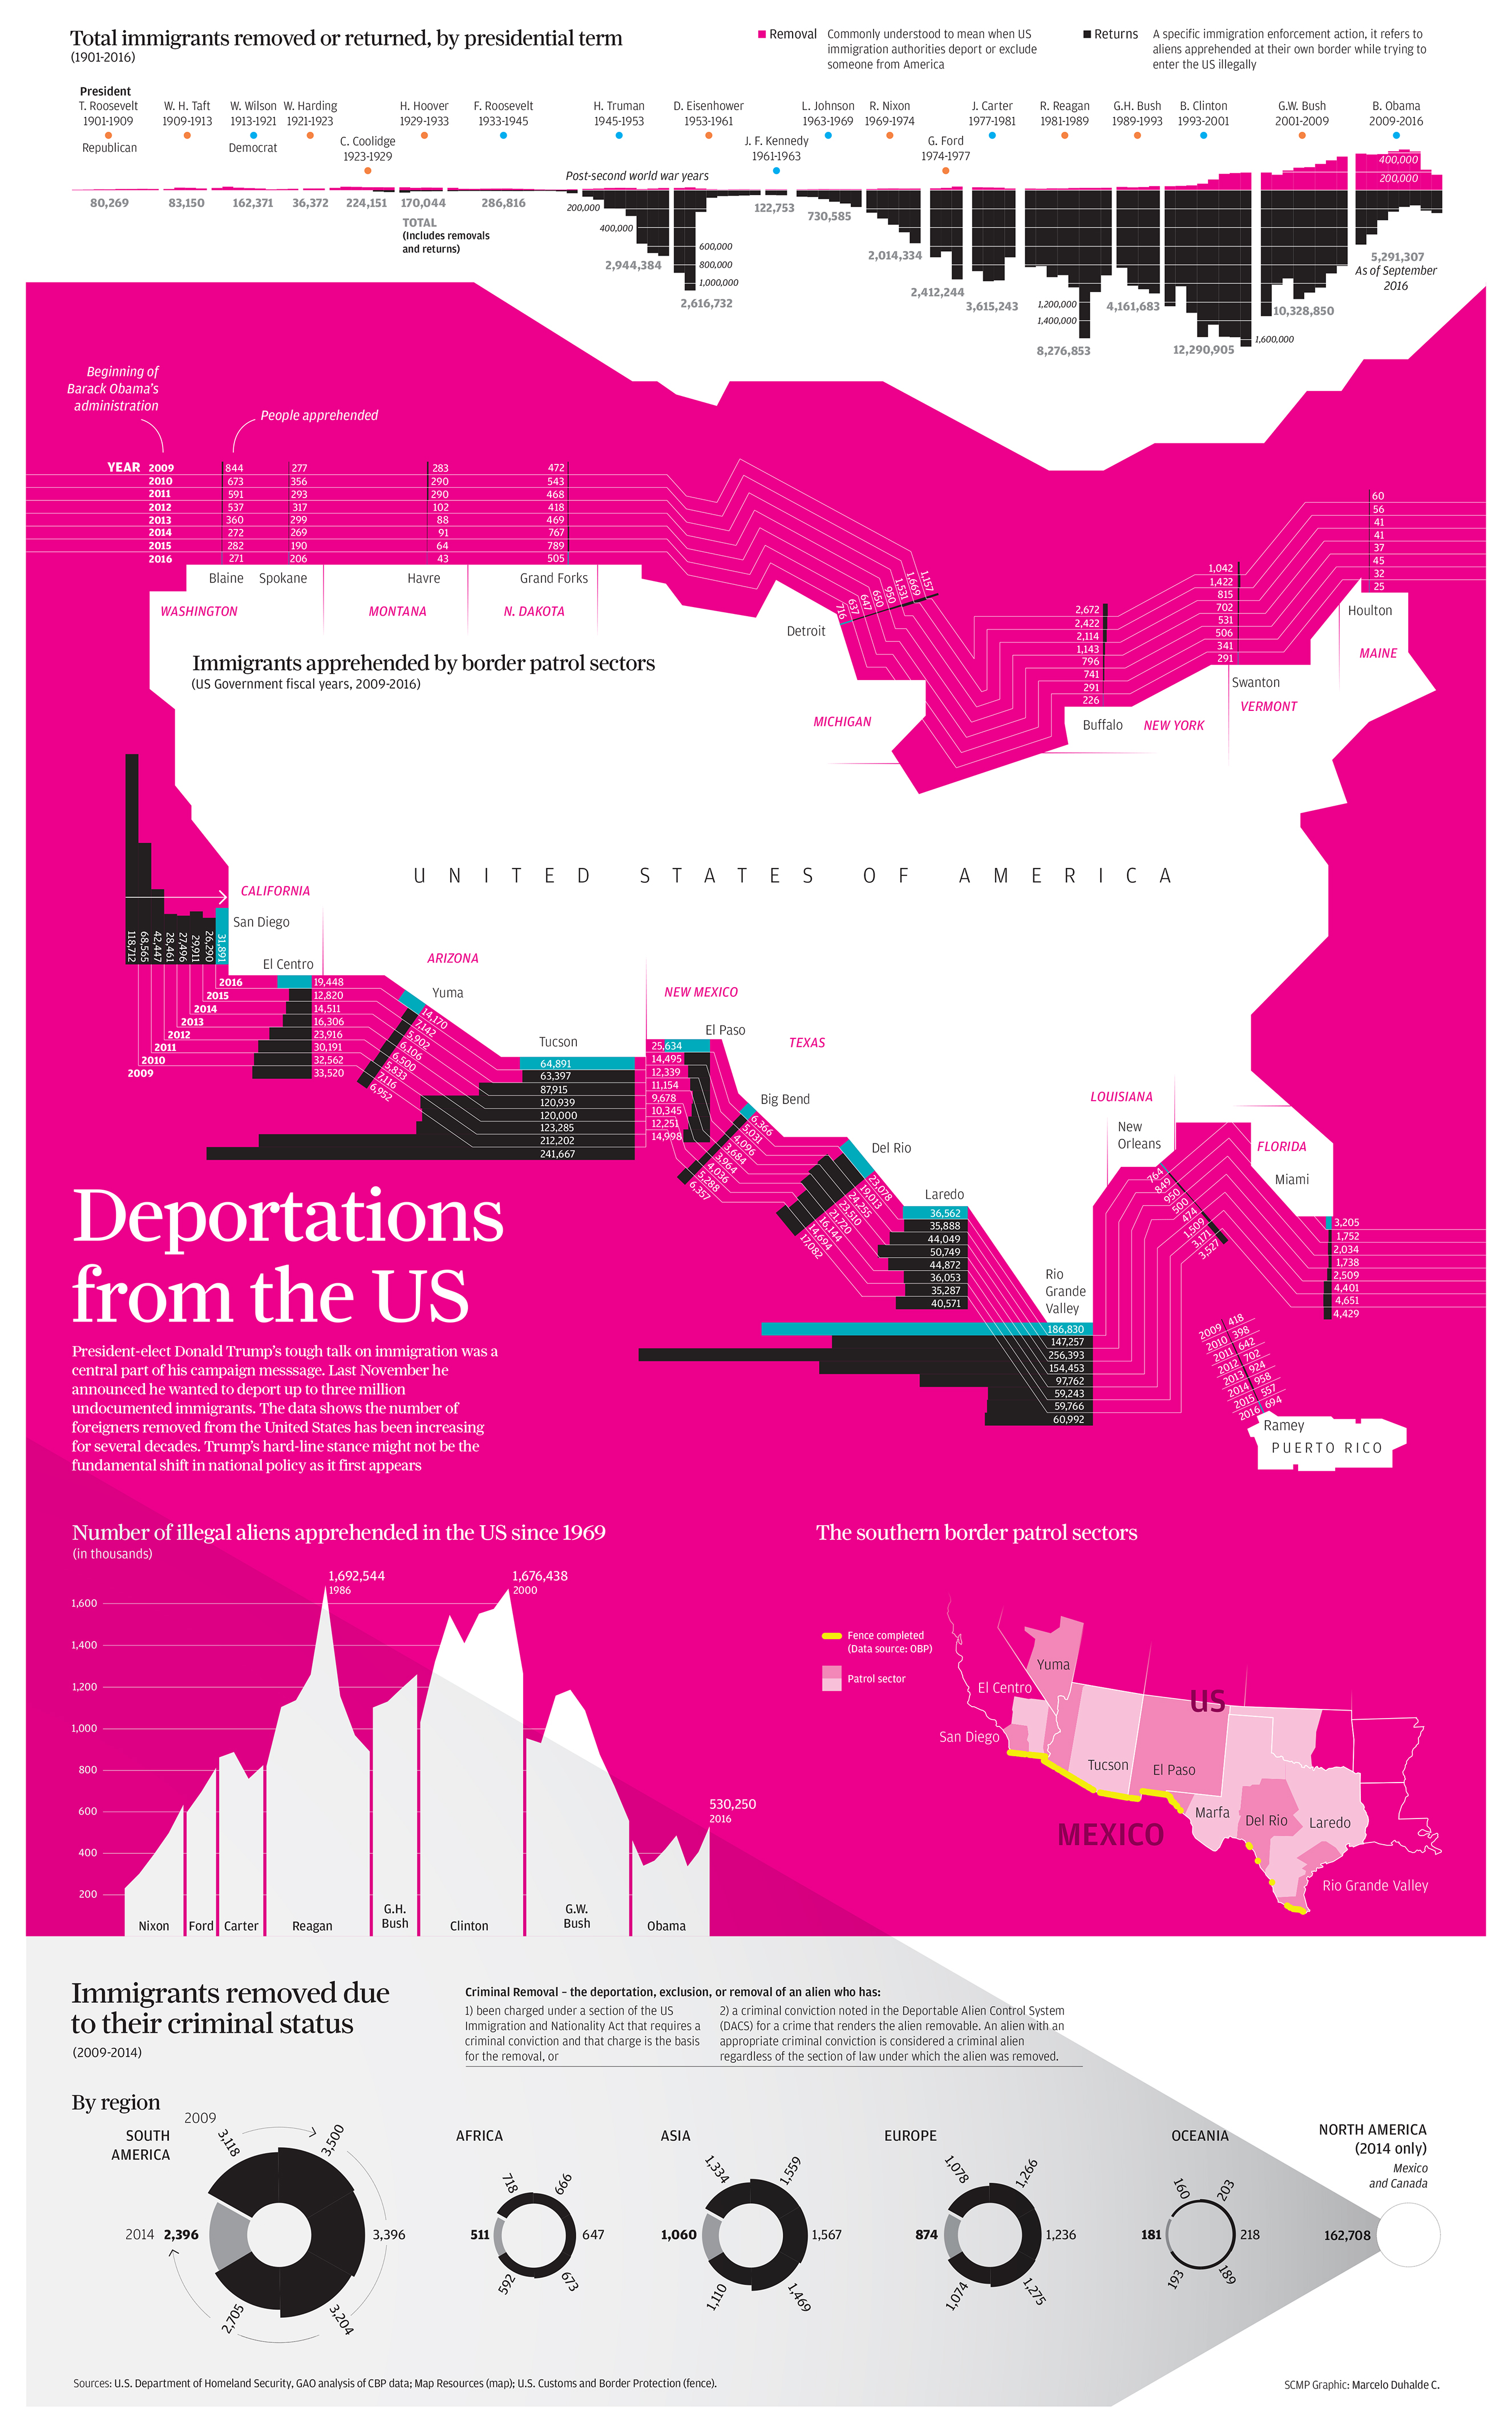 Total immigrants removed or returned, by presidential term
(1901-2016)
Removal
Commonly understood to mean when US
immigration authorities deport or exclude
someone from America
Returns
A specific immigration enforcement action, it refers to
aliens apprehended at their own border while trying to
enter the US illegally
President
T. Roosevelt
1901-1909
Republican
W. H. Taft
1909-1913
W. Wilson
1913-1921
Democrat
W. Harding
1921-1923
C. Coolidge
1923-1929
H. Hoover
1929-1933
F. Roosevelt
1933-1945
H. Truman
1945-1953
D. Eisenhower
1953-1961
J. F. Kennedy
1961-1963
L. Johnson
1963-1969
R. Nixon
1969-1974
G. Ford
1974-1977
J. Carter
1977-1981
R. Reagan
1981-1989
G.H. Bush
1989-1993
B. Clinton
1993-2001
G.W. Bush
2001-2009
B. Obama
2009-2016
400,000
200,000
Post-second world war years
80,269
83,150
162,371
36,372
224,151
170,044
TOTAL
(Includes removals
and returns)
286,816
200,000
400,000
2,944,384
600,000
800,000
1,000,000
2,616,732
122,753
730,585
2,014,334
2,412,244
3,615,243
1,200,000
1,400,000
8,276,853
4,161,683
12,290,905
1,600,000
10,328,850
5,291,307
As of September
2016
Beginning of
Barack Obama's
administration
People apprehended
YEAR 2009 844 277 283 472
2010 673 356 290 543
2011 591 293 290 468
2012 537 317 102 418
2013 360 299 88 469
2014 272 269 91 767
2015 282 190 64 789
2016 271 206 43 505
Blaine
Spokane
Havre
Grand Forks
WASHINGTON
MONTANA
N. DAKOTA
Immigrants apprehended by border patrol sectors
(US Government fiscal years, 2009-2016)
716
637
647
650
950
1,531
1,669
1,157
Detroit
MICHIGAN
2,672
2,422
2,114
1,143
796
741
291
226
Buffalo
NEW YORK
1,042
1,422
815
702
531
506
341
291
Swanton
VERMONT
60
56
41
41
37
45
32
25
Houlton
MAINE
UNITED STATES OF AMERICA
CALIFORNIA
San Diego
118,712
68,565
42,447
28,461
27,496
29,911
26,290
31,891
El Centro
2016 19,448
2015 12,820
2014 14,511
2013 16,306
2012 23,916
2011 30,191
2010 32,562
2009 33,520
ARIZONA
Yuma
14,170
7,142
5,902
6,106
6,500
5,833
7,116
6,952
Tucson
64,891
63,397
87,915
120,939
120,000
123,285
212,202
241,667
NEW MEXICO
El Paso
25,634
14,495
12,339
11,154
9,678
10,345
12,251
14,998
TEXAS
Big Bend
6,366
5,031
4,096
3,684
3,964
4,036
5,288
6,357
Del Rio
23,078
19,013
24,255
23,510
21,720
16,144
14,694
17,082
Laredo
36,562
35,888
44,049
50,749
44,872
36,053
35,287
40,571
Rio
Grande
Valley
186,830
147,257
256,393
154,453
97,762
59,243
59,766
60,992
LOUISIANA
New
Orleans
764
849
950
500
474
1,509
3,171
3,527
FLORIDA
Miami
3,205
1,752
2,034
1,738
2,509
4,401
4,651
4,429
2009 418
2010 398
2011 642
2012 702
2013 924
2014 958
2015 557
2016 694
Ramey
PUERTO RICO
Deportations
from the US
President-elect Donald Trump's tough talk on immigration was a
central part of his campaign messsage. Last November he
announced he wanted to deport up to three million
undocumented immigrants. The data shows the number of
foreigners removed from the United States has been increasing
for several decades. Trump's hard-line stance might not be the
fundamental shift in national policy as it first appears
Number of illegal aliens apprehended in the US since 1969
(in thousands)
1,600
1,400
1,200
1,000
800
600
400
200
1,692,544
1986
1,676,438
2000
530,250
2016
Nixon
Ford
Carter
Reagan
G.H.
Bush
Clinton
G.W.
Bush
Obama
The southern border patrol sectors
Fence completed
(Data source: OBP)
Patrol sector
Yuma
El Centro
San Diego
US
Tucson
El Paso
Marfa
Del Rio
Laredo
MEXICO
Rio Grande Valley
Immigrants removed due
to their criminal status
(2009-2014)
Criminal Removal – the deportation, exclusion, or removal of an alien who has:
1) been charged under a section of the US
Immigration and Nationality Act that requires a
criminal conviction and that charge is the basis
for the removal, or
2) a criminal conviction noted in the Deportable Alien Control System
(DACS) for a crime that renders the alien removable. An alien with an
appropriate criminal conviction is considered a criminal alien
regardless of the section of law under which the alien was removed.
By region
SOUTH
AMERICA
2009
3,118
3,500
3,396
3,204
2,705
2014 2,396
AFRICA
718
666
647
673
592
511
ASIA
1,334
1,559
1,567
1,469
1,110
1,060
EUROPE
1,078
1,266
1,236
1,275
1,074
874
OCEANIA
160
203
218
189
193
181
NORTH AMERICA
(2014 only)
Mexico
and Canada
162,708
Sources: U.S. Department of Homeland Security, GAO analysis of CBP data; Map Resources (map); U.S. Customs and Border Protection (fence).
SCMP Graphic: Marcelo Duhalde C.